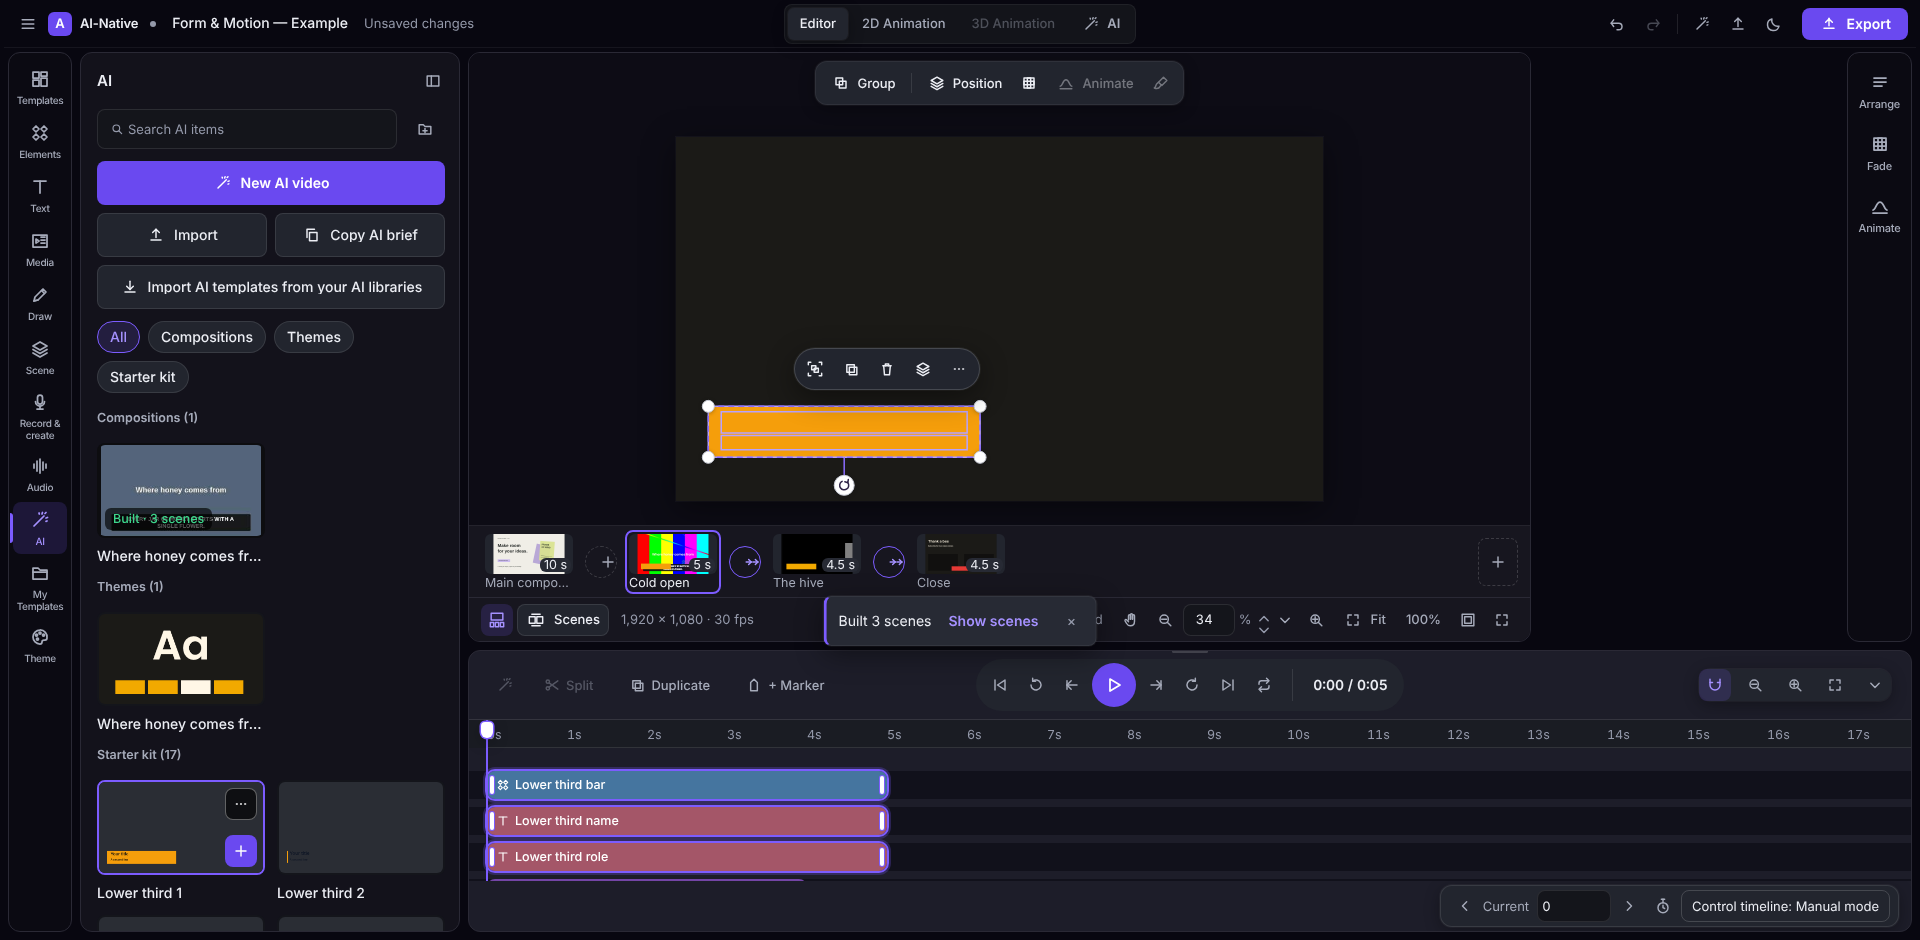 AI-Native
Form & Motion — Example
Unsaved changes
Editor
2D Animation
3D Animation
AI
Export
Templates
Elements
Text
Media
Draw
Scene
Record & create
Audio
AI
My Templates
Theme
AI
Search AI items
New AI video
Import
Copy AI brief
Import AI templates from your AI libraries
All
Compositions
Themes
Starter kit
Compositions (1)
Where honey comes from
Built · 3 scenes
Where honey comes fr...
Themes (1)
Aa
Where honey comes fr...
Starter kit (17)
Your title
Lower third 1
Lower third 2
Group
Position
Animate
Arrange
Fade
Animate
Make room
for your ideas.
10 s
Main compo...
5 s
Cold open
4.5 s
The hive
4.5 s
Close
Scenes
1,920 × 1,080 · 30 fps
Built 3 scenes
Show scenes
34
%
Fit
100%
Split
Duplicate
+ Marker
0:00 / 0:05
1s 2s 3s 4s 5s 6s 7s 8s 9s 10s 11s 12s 13s 14s 15s 16s 17s
Lower third bar
Lower third name
Lower third role
Current
0
Control timeline: Manual mode